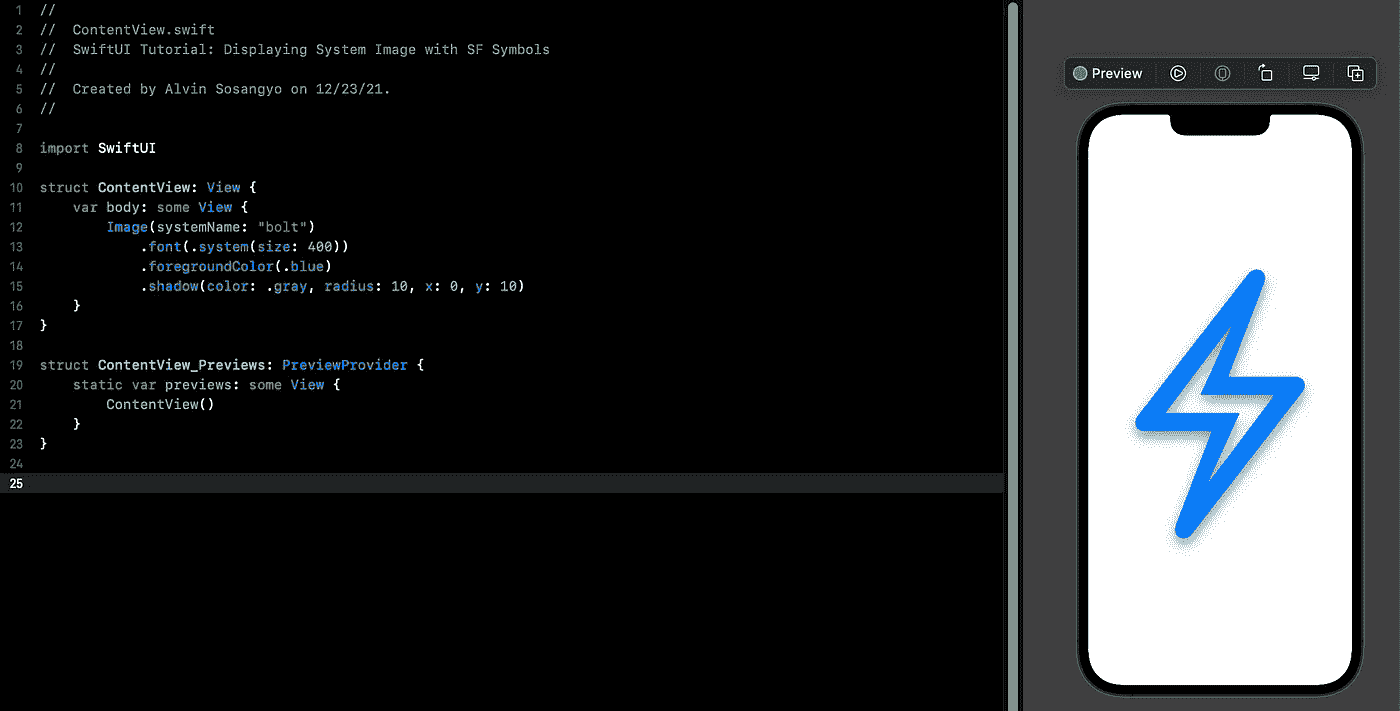 1 //
2 //  ContentView.swift
3 //  SwiftUI Tutorial: Displaying System Image with SF Symbols
4 //
5 //  Created by Alvin Sosangyo on 12/23/21.
6 //
7
8 import SwiftUI
9
10 struct ContentView: View {
11     var body: some View {
12         Image(systemName: "bolt")
13             .font(.system(size: 400))
14             .foregroundColor(.blue)
15             .shadow(color: .gray, radius: 10, x: 0, y: 10)
16     }
17 }
18
19 struct ContentView_Previews: PreviewProvider {
20     static var previews: some View {
21         ContentView()
22     }
23 }
24
25
Preview